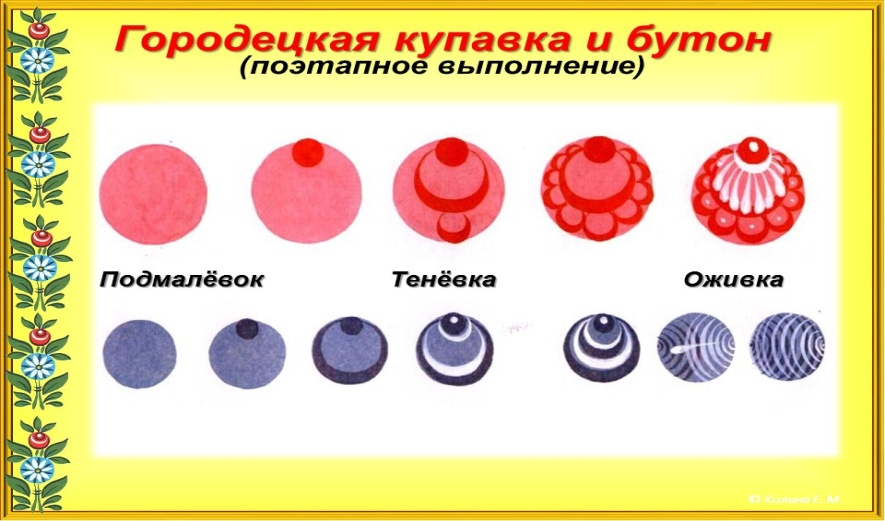 Городецкая купавка и бутон
(поэтапное выполнение)
Подмалёвок Тенёвка Оживка